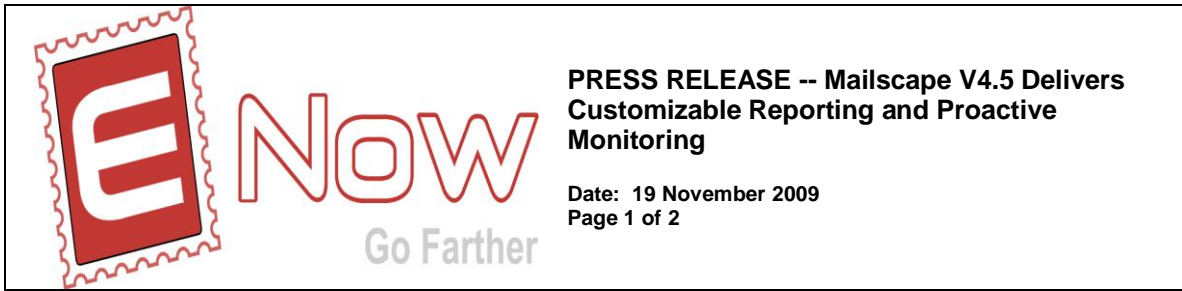 E Now
Go Farther
PRESS RELEASE -- Mailscape V4.5 Delivers
Customizable Reporting and Proactive
Monitoring
Date: 19 November 2009
Page 1 of 2